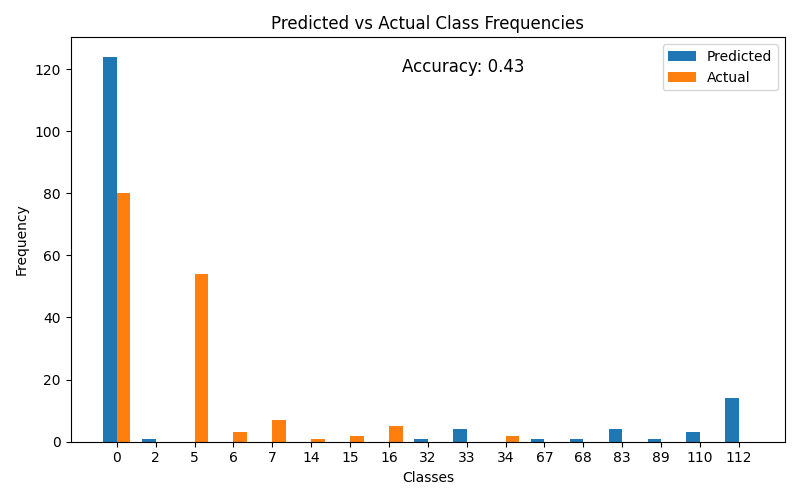 Predicted vs Actual Class Frequencies
Accuracy: 0.43
Predicted
Actual
Frequency
120
100
80
60
40
20
0
0 2 5 6 7 14 15 16 32 33 34 67 68 83 89 110 112
Classes